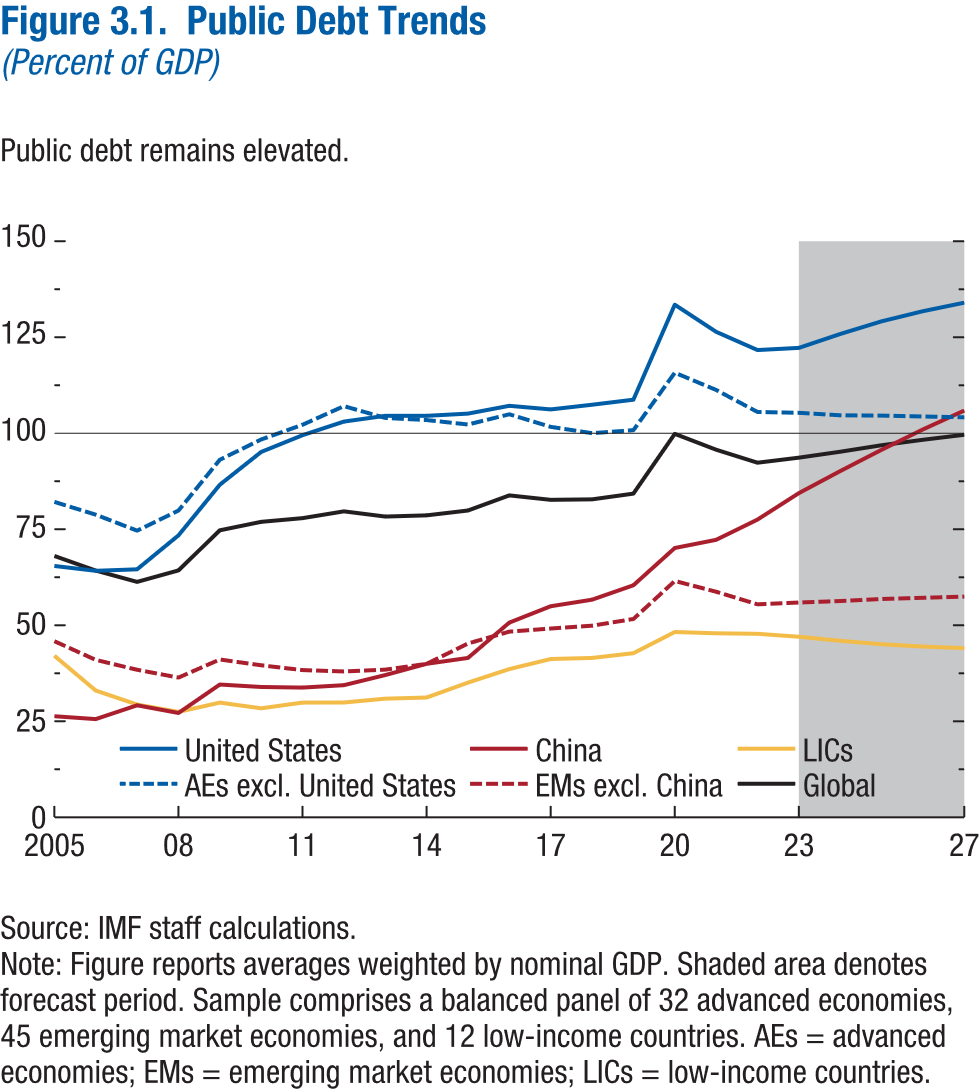 Figure 3.1. Public Debt Trends
(Percent of GDP)
Public debt remains elevated.
150
125
100
75
50
25
0
2005 08 11 14 17 20 23 27
United States China LICs
AEs excl. United States EMs excl. China Global
Source: IMF staff calculations.
Note: Figure reports averages weighted by nominal GDP. Shaded area denotes
forecast period. Sample comprises a balanced panel of 32 advanced economies,
45 emerging market economies, and 12 low-income countries. AEs = advanced
economies; EMs = emerging market economies; LICs = low-income countries.